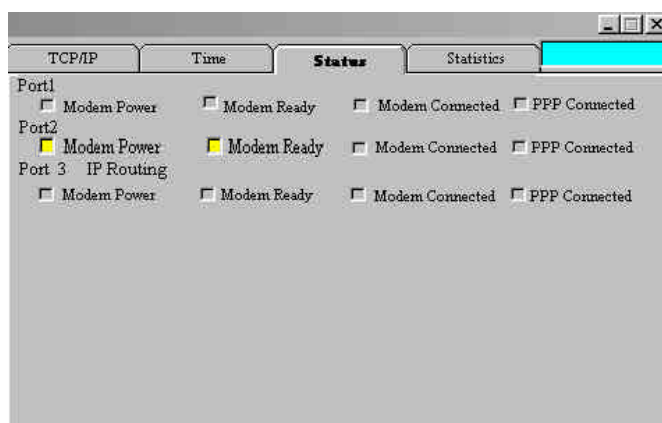 TCP/IP Time Status Statistics
Port1
Modem Power Modem Ready Modem Connected PPP Connected
Port2
Modem Power Modem Ready Modem Connected PPP Connected
Port 3 IP Routing
Modem Power Modem Ready Modem Connected PPP Connected